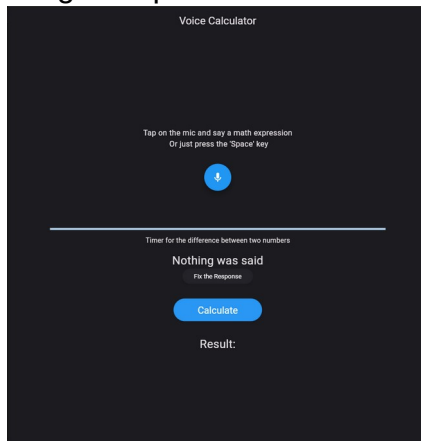 Voice Calculator
Tap on the mic and say a math expression
Or just press the 'Space' key
Timer for the difference between two numbers
Nothing was said
Fix the Response
Calculate
Result: